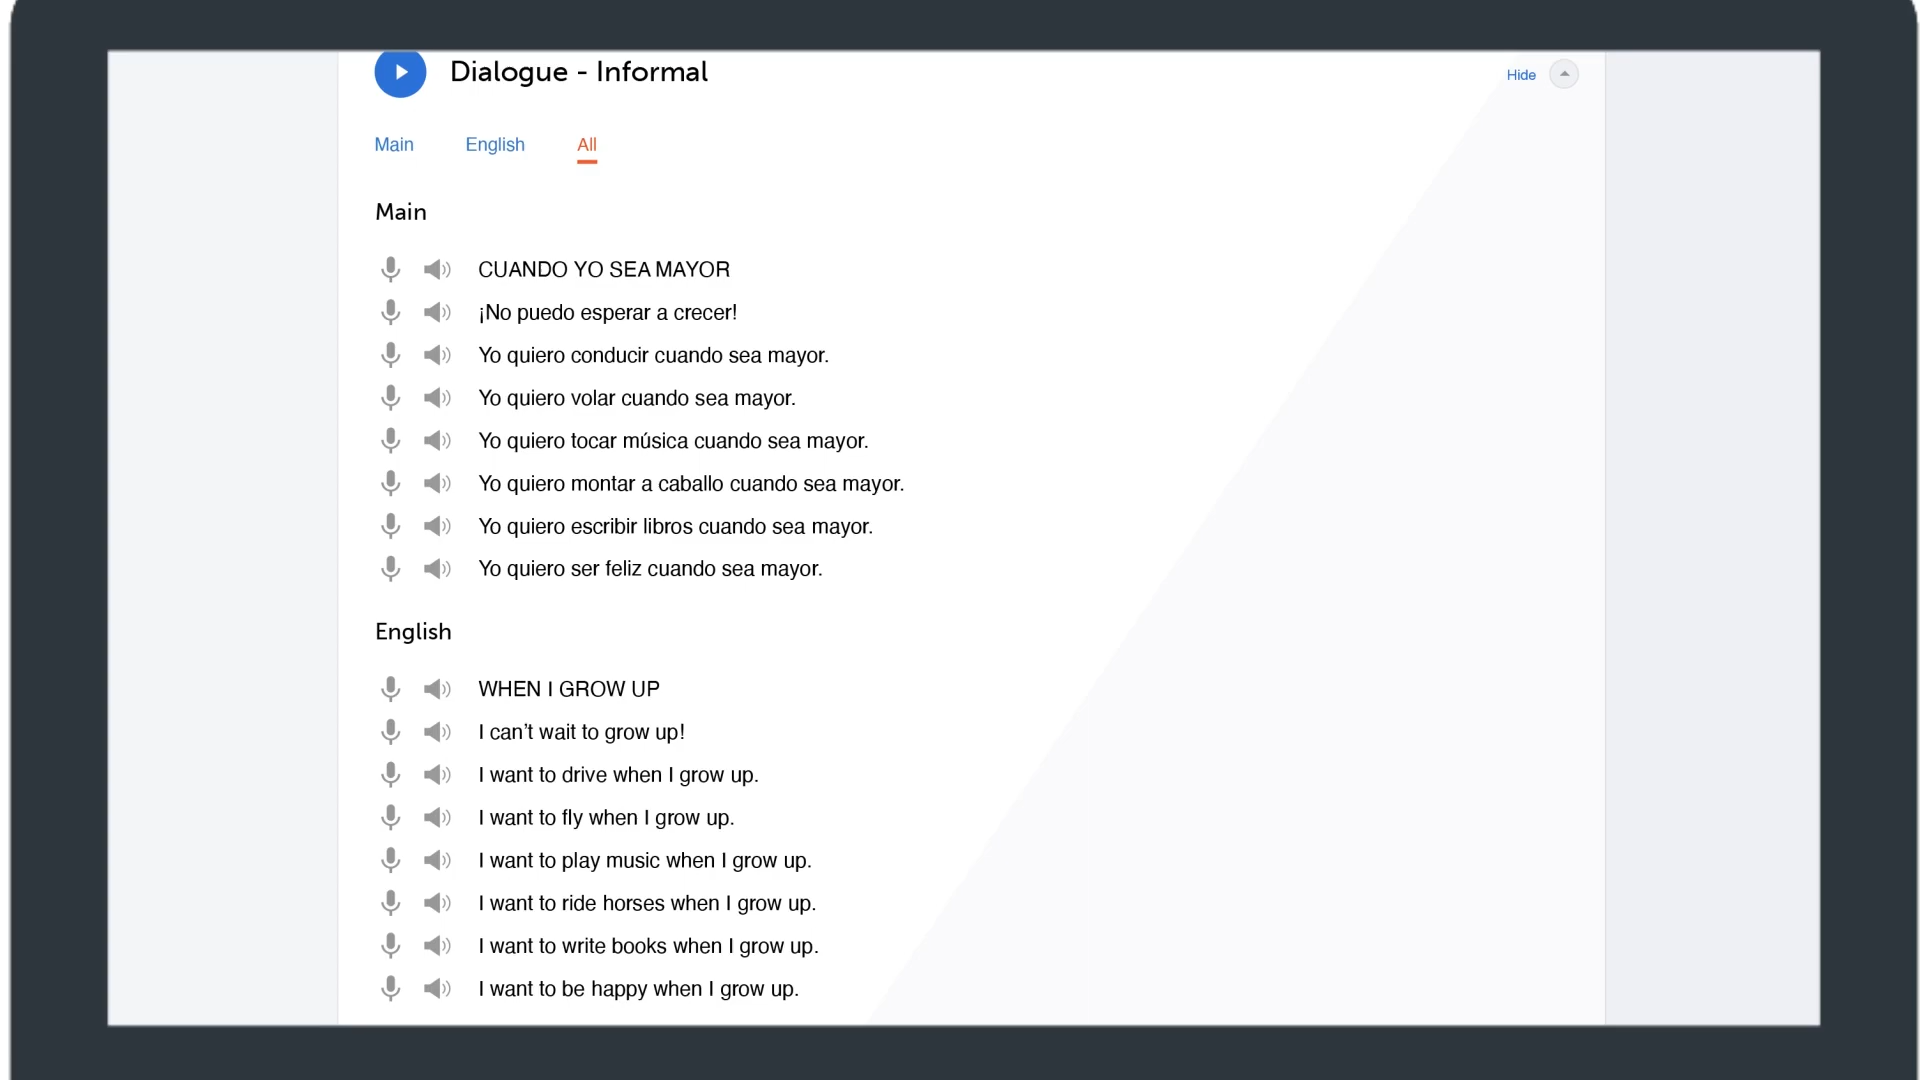 Dialogue - Informal
Hide
Main English All
Main
CUANDO YO SEA MAYOR
¡No puedo esperar a crecer!
Yo quiero conducir cuando sea mayor.
Yo quiero volar cuando sea mayor.
Yo quiero tocar música cuando sea mayor.
Yo quiero montar a caballo cuando sea mayor.
Yo quiero escribir libros cuando sea mayor.
Yo quiero ser feliz cuando sea mayor.
English
WHEN I GROW UP
I can’t wait to grow up!
I want to drive when I grow up.
I want to fly when I grow up.
I want to play music when I grow up.
I want to ride horses when I grow up.
I want to write books when I grow up.
I want to be happy when I grow up.